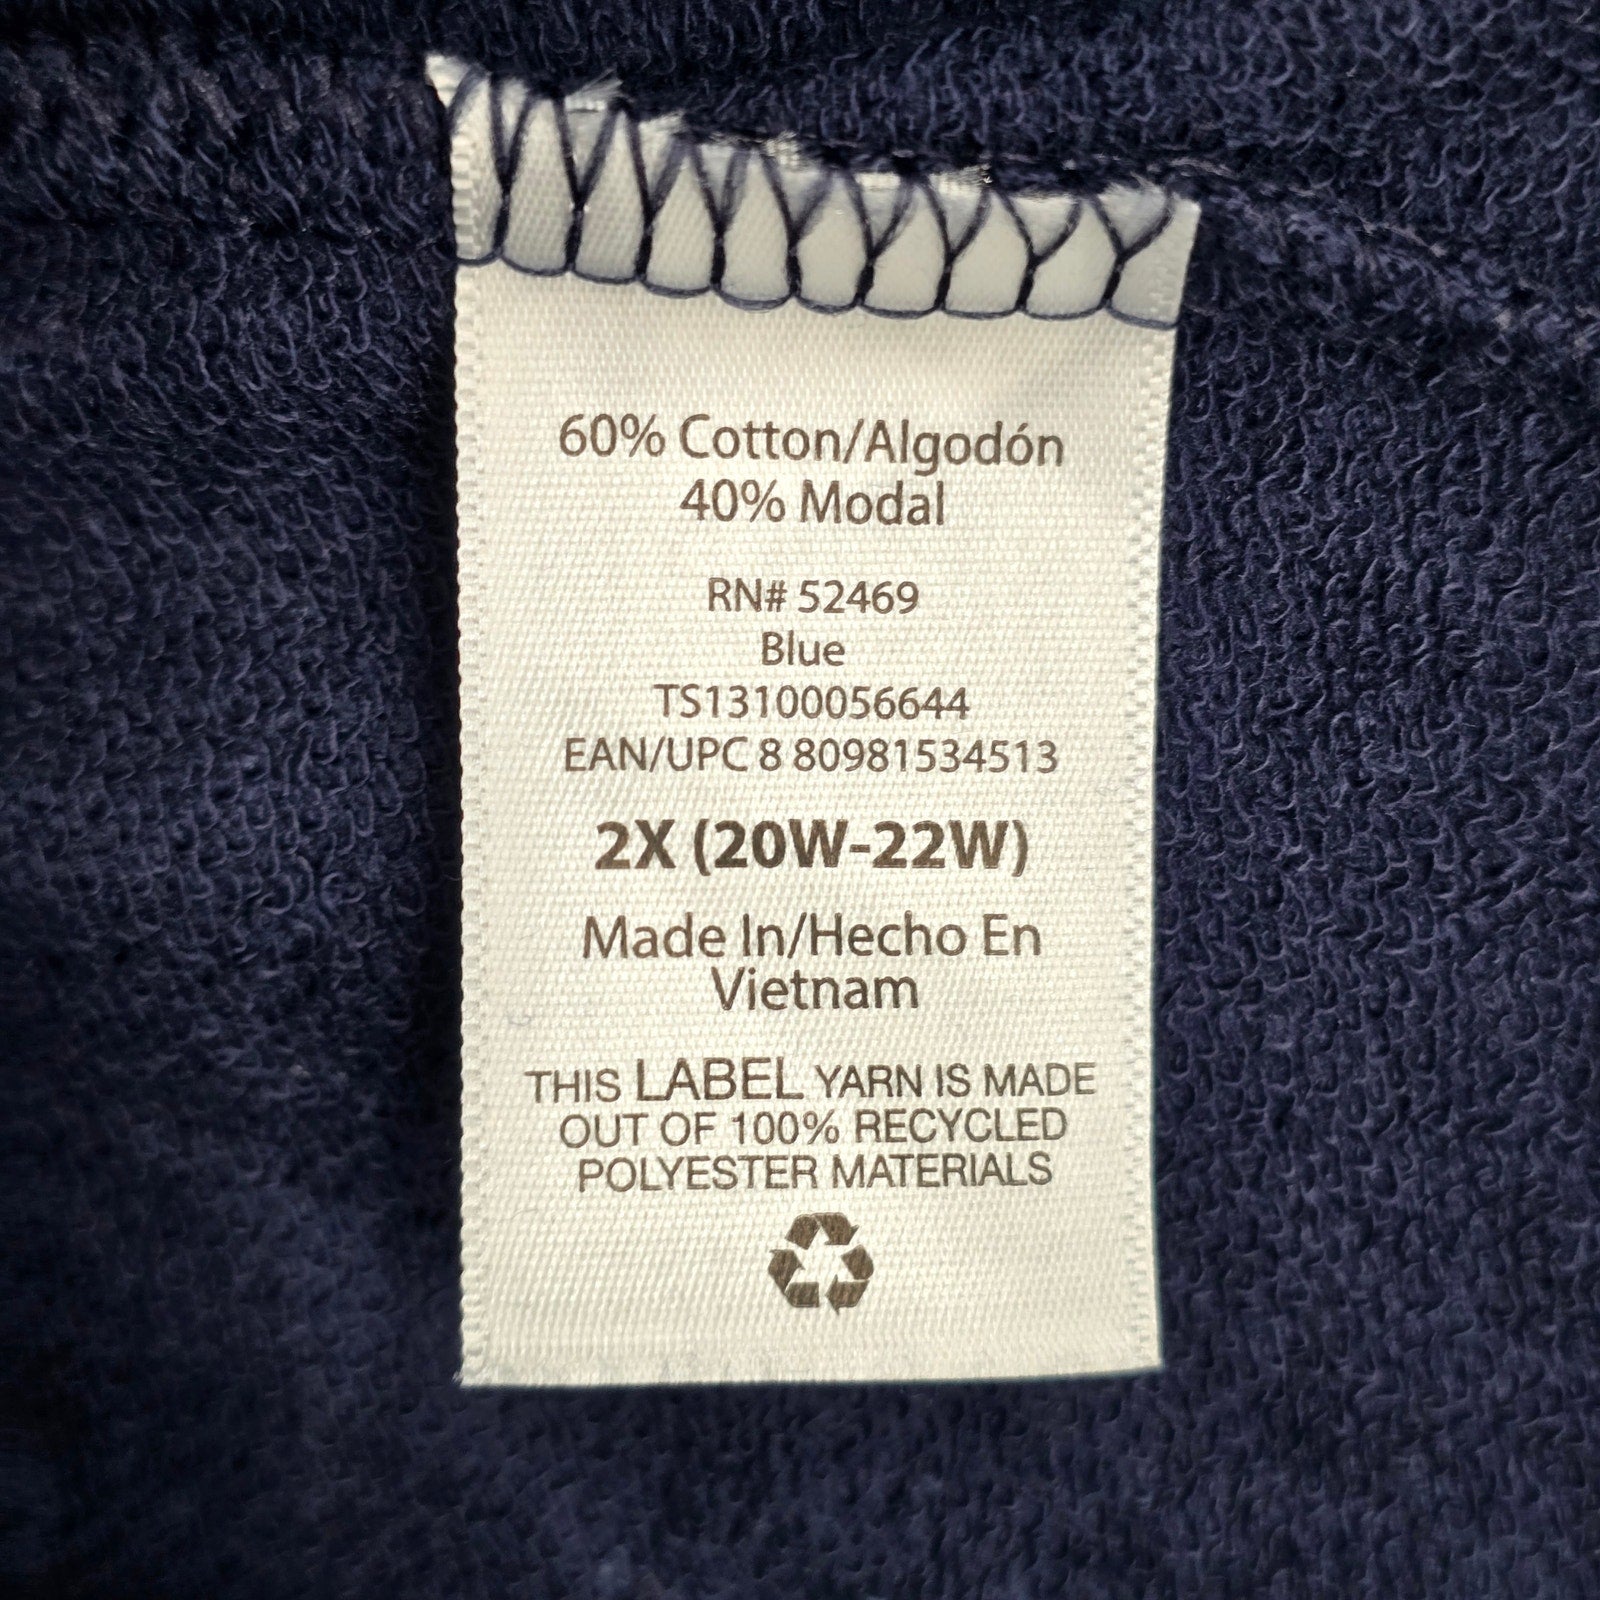 60% Cotton/Algodón
40% Modal
RN# 52469
Blue
TS13100056644
EAN/UPC 8 80981534513
2X (20W-22W)
Made In/Hecho En
Vietnam
THIS LABEL YARN IS MADE
OUT OF 100% RECYCLED
POLYESTER MATERIALS